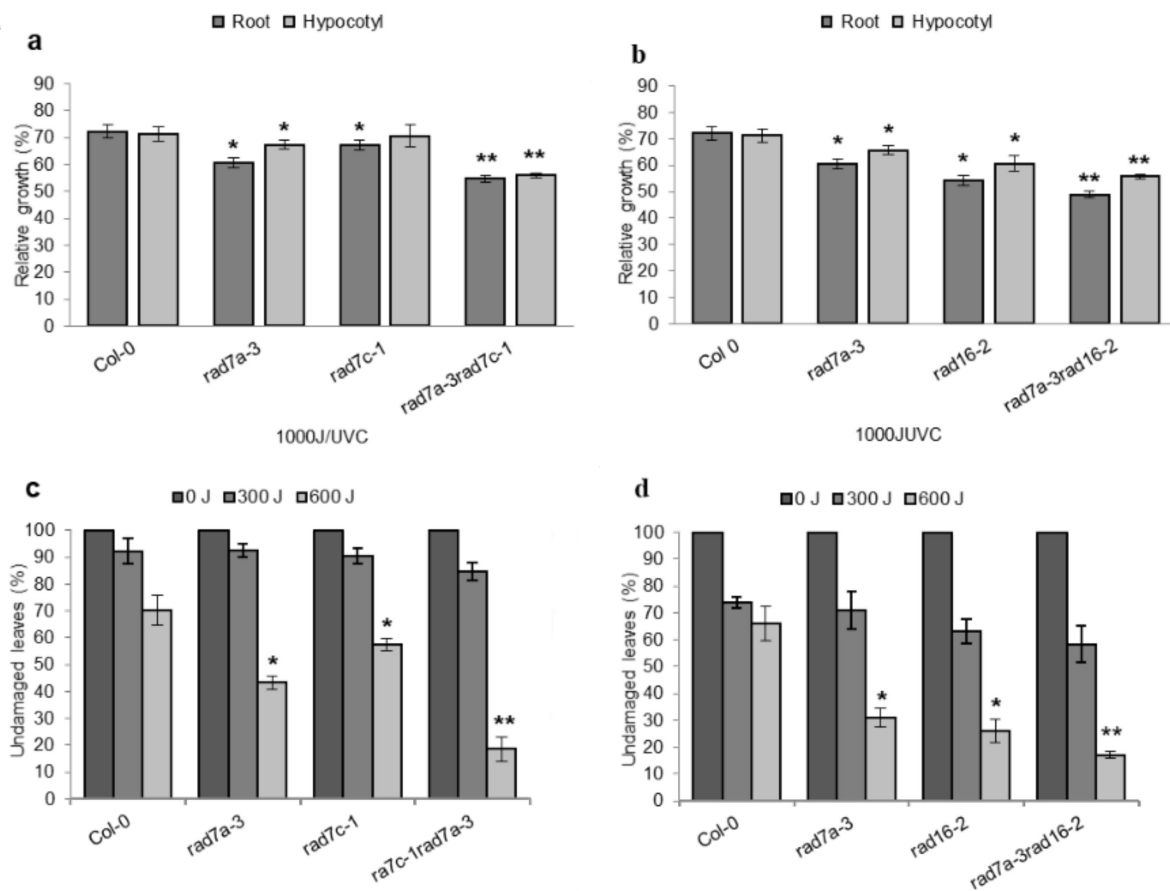 Root Hypocotyl
a
Relative growth (%)
90
80
70
60
50
40
30
20
10
0
* * * ** **
Col-0 rad7a-3 rad7c-1 rad7a-3rad7c-1
1000J/UVC
Root Hypocotyl
b
Relative growth (%)
90
80
70
60
50
40
30
20
10
0
* * * * ** **
Col 0 rad7a-3 rad16-2 rad7a-3rad16-2
1000JUVC
c
0 J 300 J 600 J
Undamaged leaves (%)
100
90
80
70
60
50
40
30
20
10
0
* * **
Col-0 rad7a-3 rad7c-1 ra7c-1rad7a-3
d
0 J 300 J 600 J
Undamaged leaves (%)
100
90
80
70
60
50
40
30
20
10
0
* * **
Col-0 rad7a-3 rad16-2 rad7a-3rad16-2